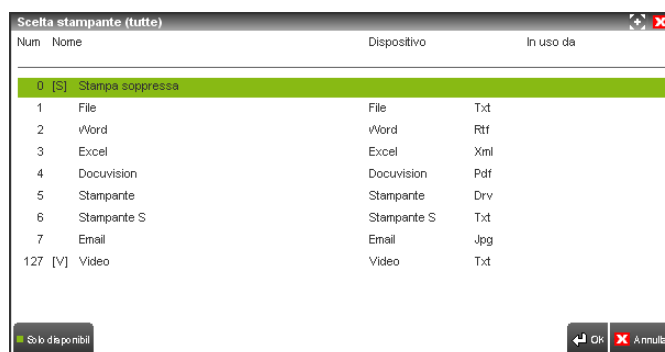 Scelta stampante (tutte)
Num Nome Dispositivo In uso da
0 [S] Stampa soppressa
1 File File Txt
2 Word Word Rtf
3 Excel Excel Xml
4 Docuvision Docuvision Pdf
5 Stampante Stampante Drv
6 Stampante S Stampante S Txt
7 Email Email Jpg
127 [V] Video Video Txt
Solo disponibil Ok Annulla